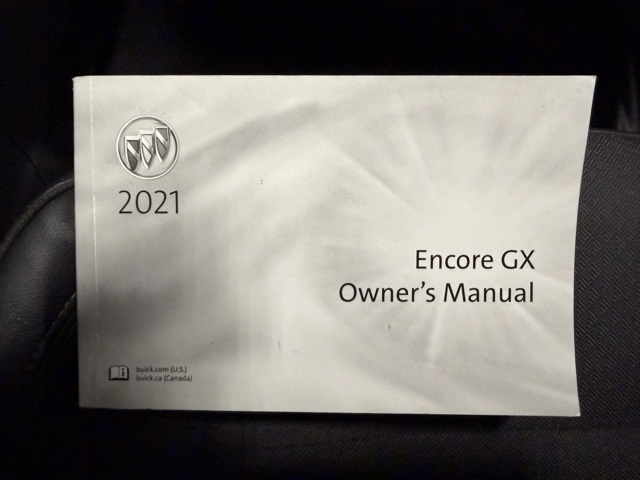 2021
Encore GX
Owner's Manual
buick.com (U.S.)
buick.ca (Canada)